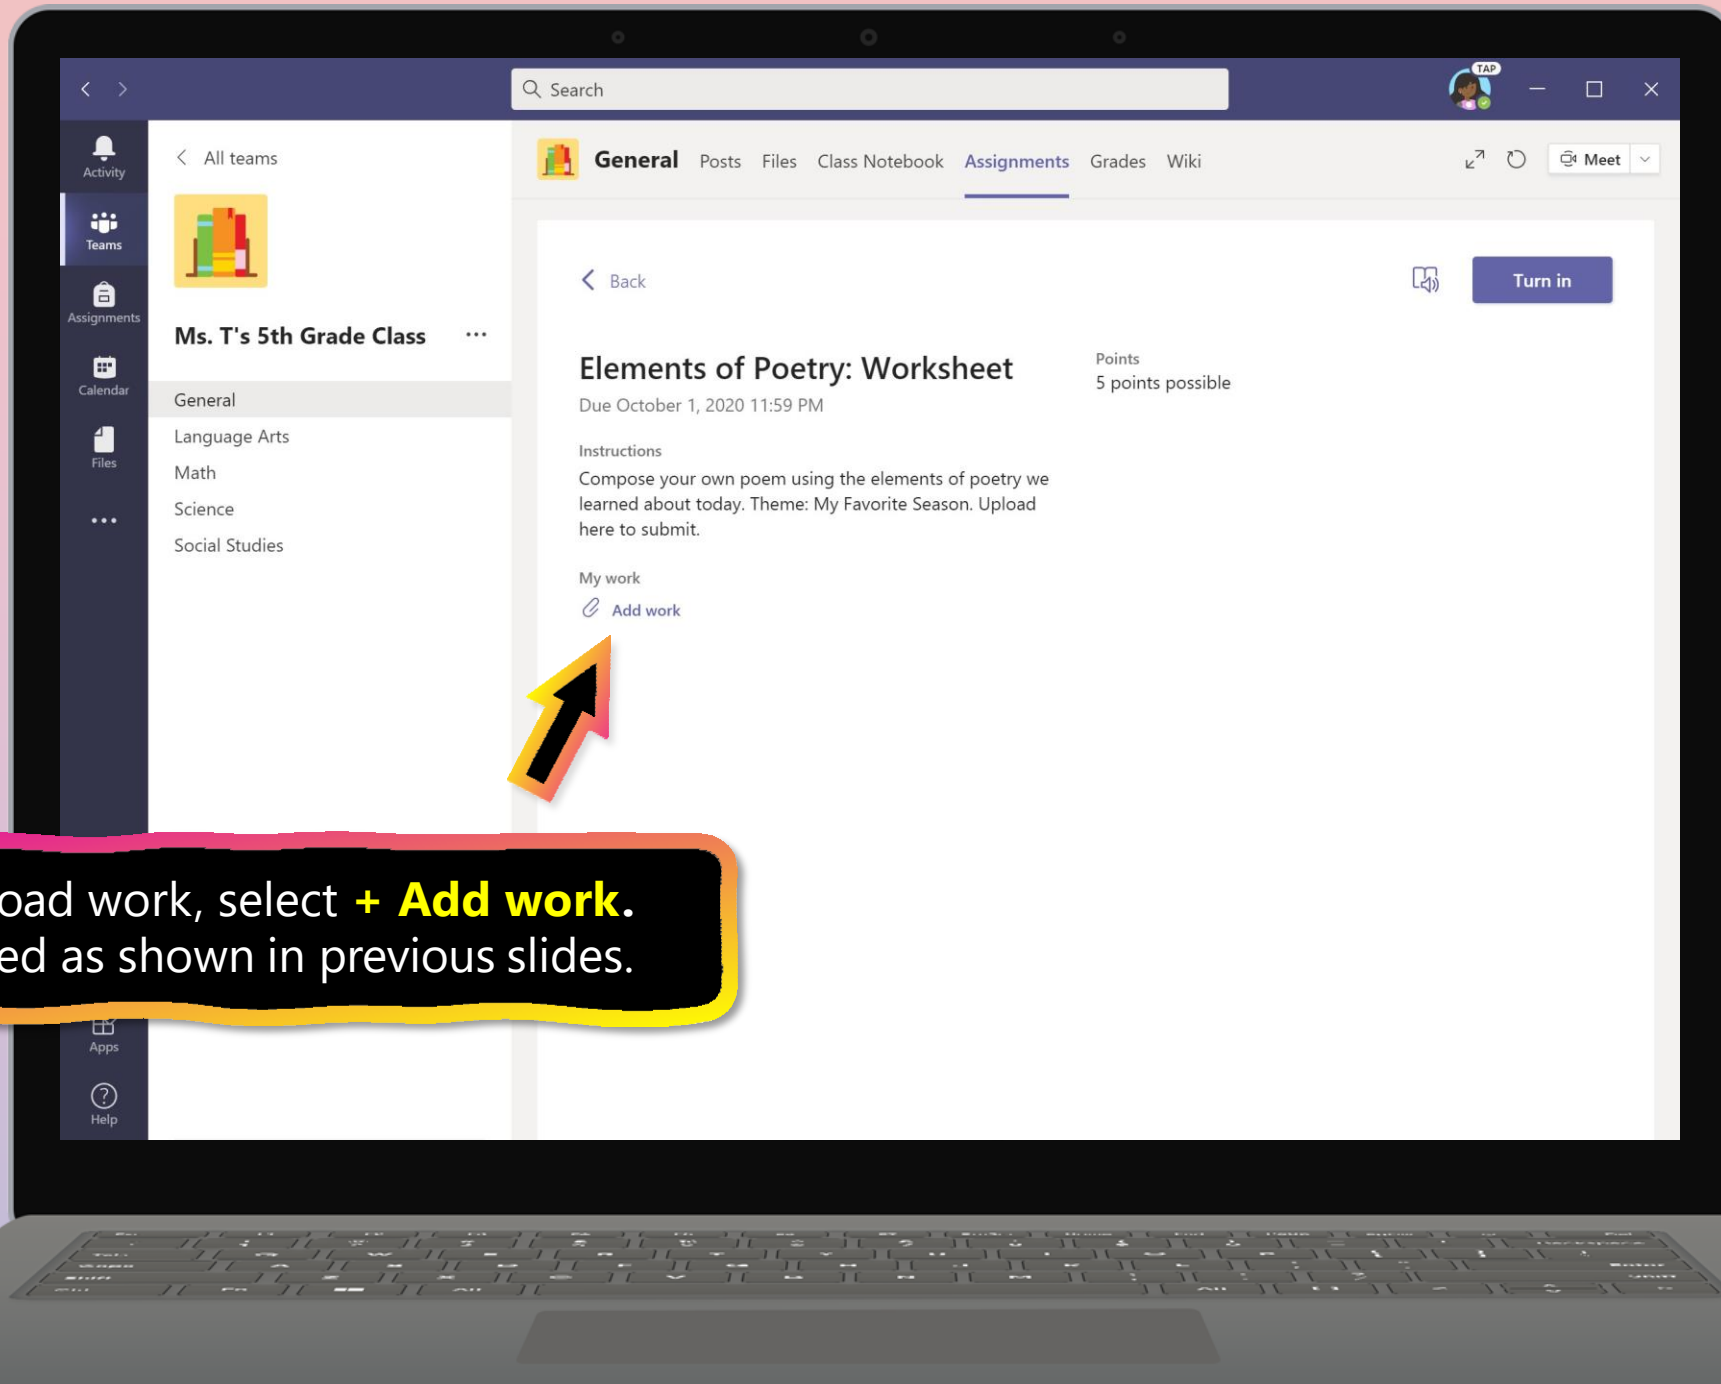 Search
TAP
Activity
Teams
Assignments
Calendar
Files
Apps
Help
All teams
Ms. T's 5th Grade Class
General
Language Arts
Math
Science
Social Studies
General Posts Files Class Notebook Assignments Grades Wiki
Meet
Back
Turn in
Elements of Poetry: Worksheet
Due October 1, 2020 11:59 PM
Points
5 points possible
Instructions
Compose your own poem using the elements of poetry we
learned about today. Theme: My Favorite Season. Upload
here to submit.
My work
Add work
oad work, select + Add work.
ed as shown in previous slides.